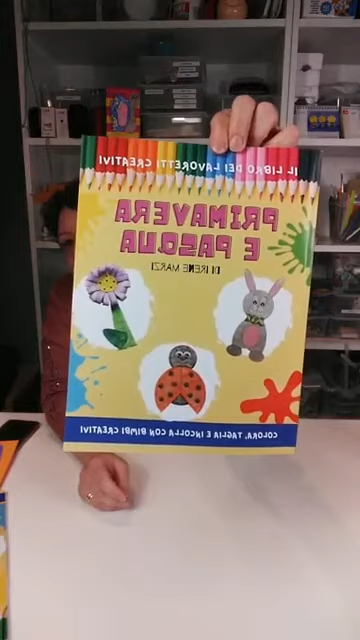 IL LIBRO DEI LAVORETTI CREATIVI
PRIMAVERA
E PASQUA
DI IRENE MARZI
COLORA, TAGLIA E INCOLLA CON BIMBI CREATIVI